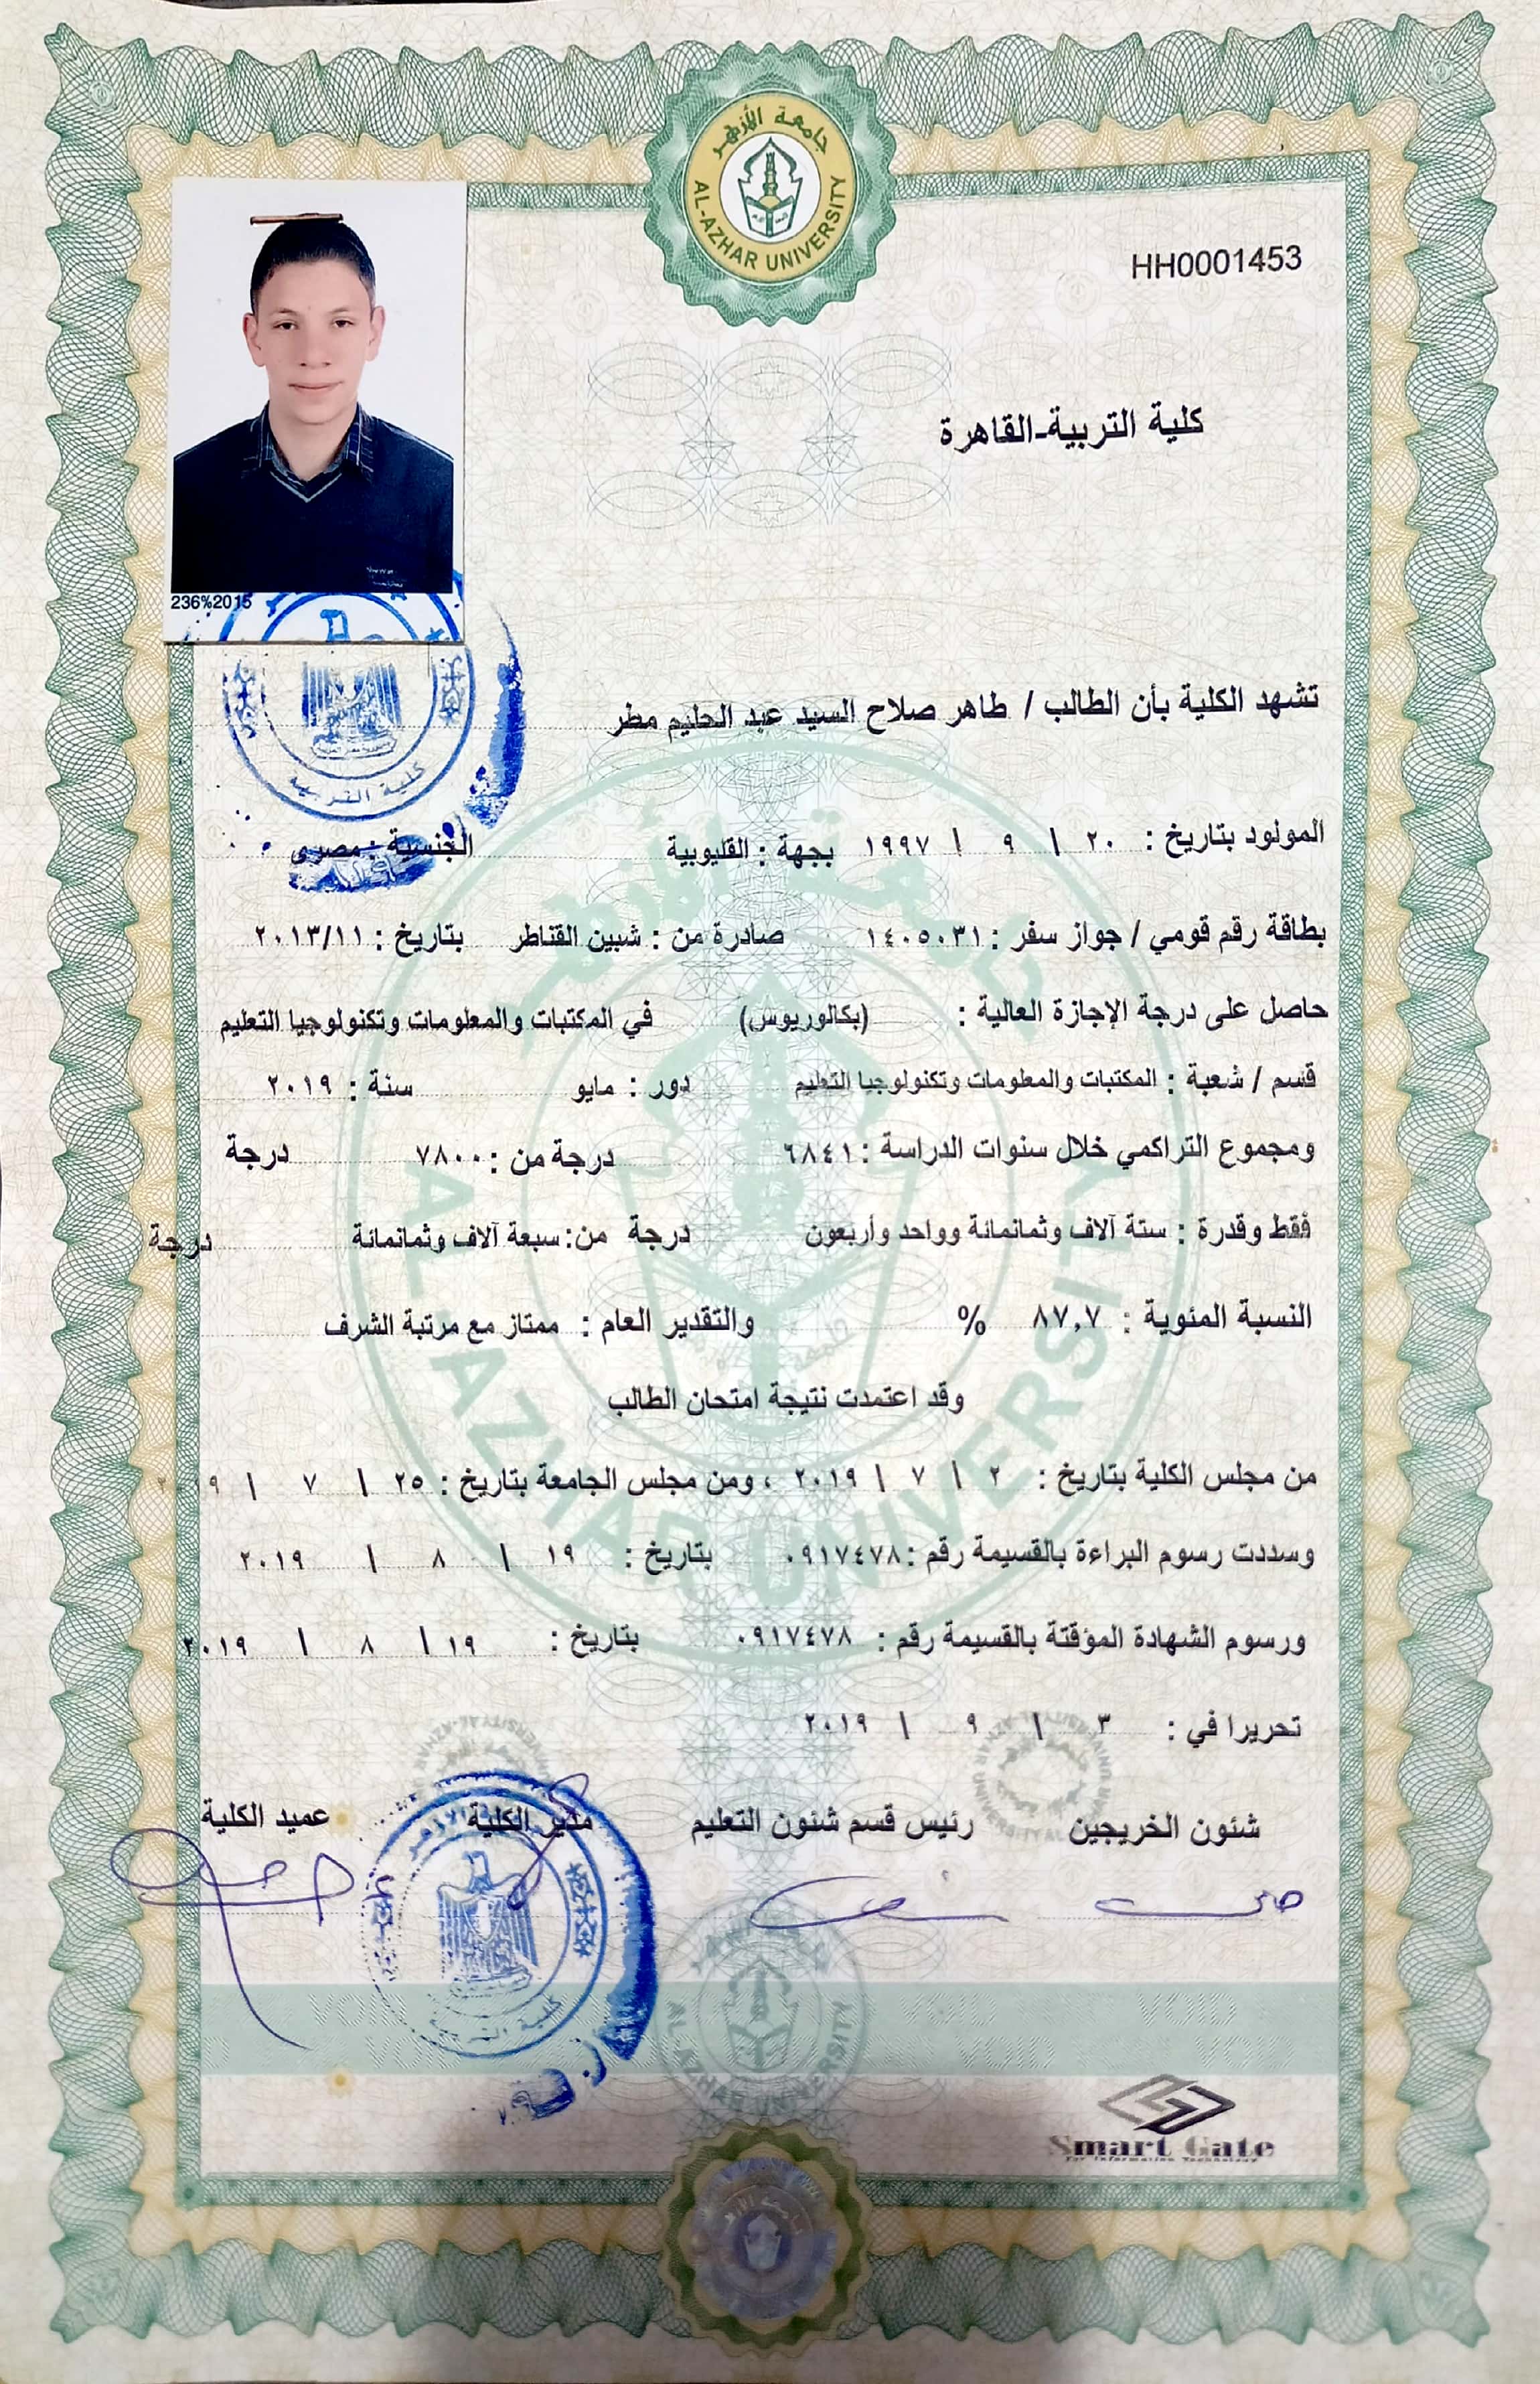 جامعة الأزهر
AL-AZHAR UNIVERSITY
HH0001453
كلية التربية-القاهرة
236%2015
كلية التربية
تشهد الكلية بأن الطالب / طاهر صلاح السيد عبد الحليم مطر
المولود بتاريخ : ٢٠ / ٩ / ١٩٩٧ بجهة : القليوبية الجنسية : مصرى
بطاقة رقم قومي / جواز سفر : ١٤٠٥٠٣١ صادرة من : شبين القناطر بتاريخ : ٢٠١٣/١١
حاصل على درجة الإجازة العالية : (بكالوريوس) في المكتبات والمعلومات وتكنولوجيا التعليم
قسم / شعبة : المكتبات والمعلومات وتكنولوجيا التعليم دور : مايو سنة : ٢٠١٩
ومجموع التراكمي خلال سنوات الدراسة : ٦٨٤١ درجة من : ٧٨٠٠ درجة
فقط وقدرة : ستة آلاف وثمانمائة وواحد وأربعون درجة من: سبعة آلاف وثمانمائة درجة
النسبة المئوية : ٨٧,٧ % والتقدير العام : ممتاز مع مرتبة الشرف
وقد اعتمدت نتيجة امتحان الطالب
من مجلس الكلية بتاريخ : ٢ / ٧ / ٢٠١٩ ، ومن مجلس الجامعة بتاريخ : ٢٥ / ٧ / ٢٠١٩
وسددت رسوم البراءة بالقسيمة رقم : ٠٩١٧٤٧٨ بتاريخ : ١٩ / ٨ / ٢٠١٩
ورسوم الشهادة المؤقتة بالقسيمة رقم : ٠٩١٧٤٧٨ بتاريخ : ١٩ / ٨ / ٢٠١٩
تحريرا في : ٣ / ٩ / ٢٠١٩
شئون الخريجين رئيس قسم شئون التعليم مدير الكلية عميد الكلية
كلية التربية
AL-AZHAR UNIVERSITY
Smart Gate
For Information Technology